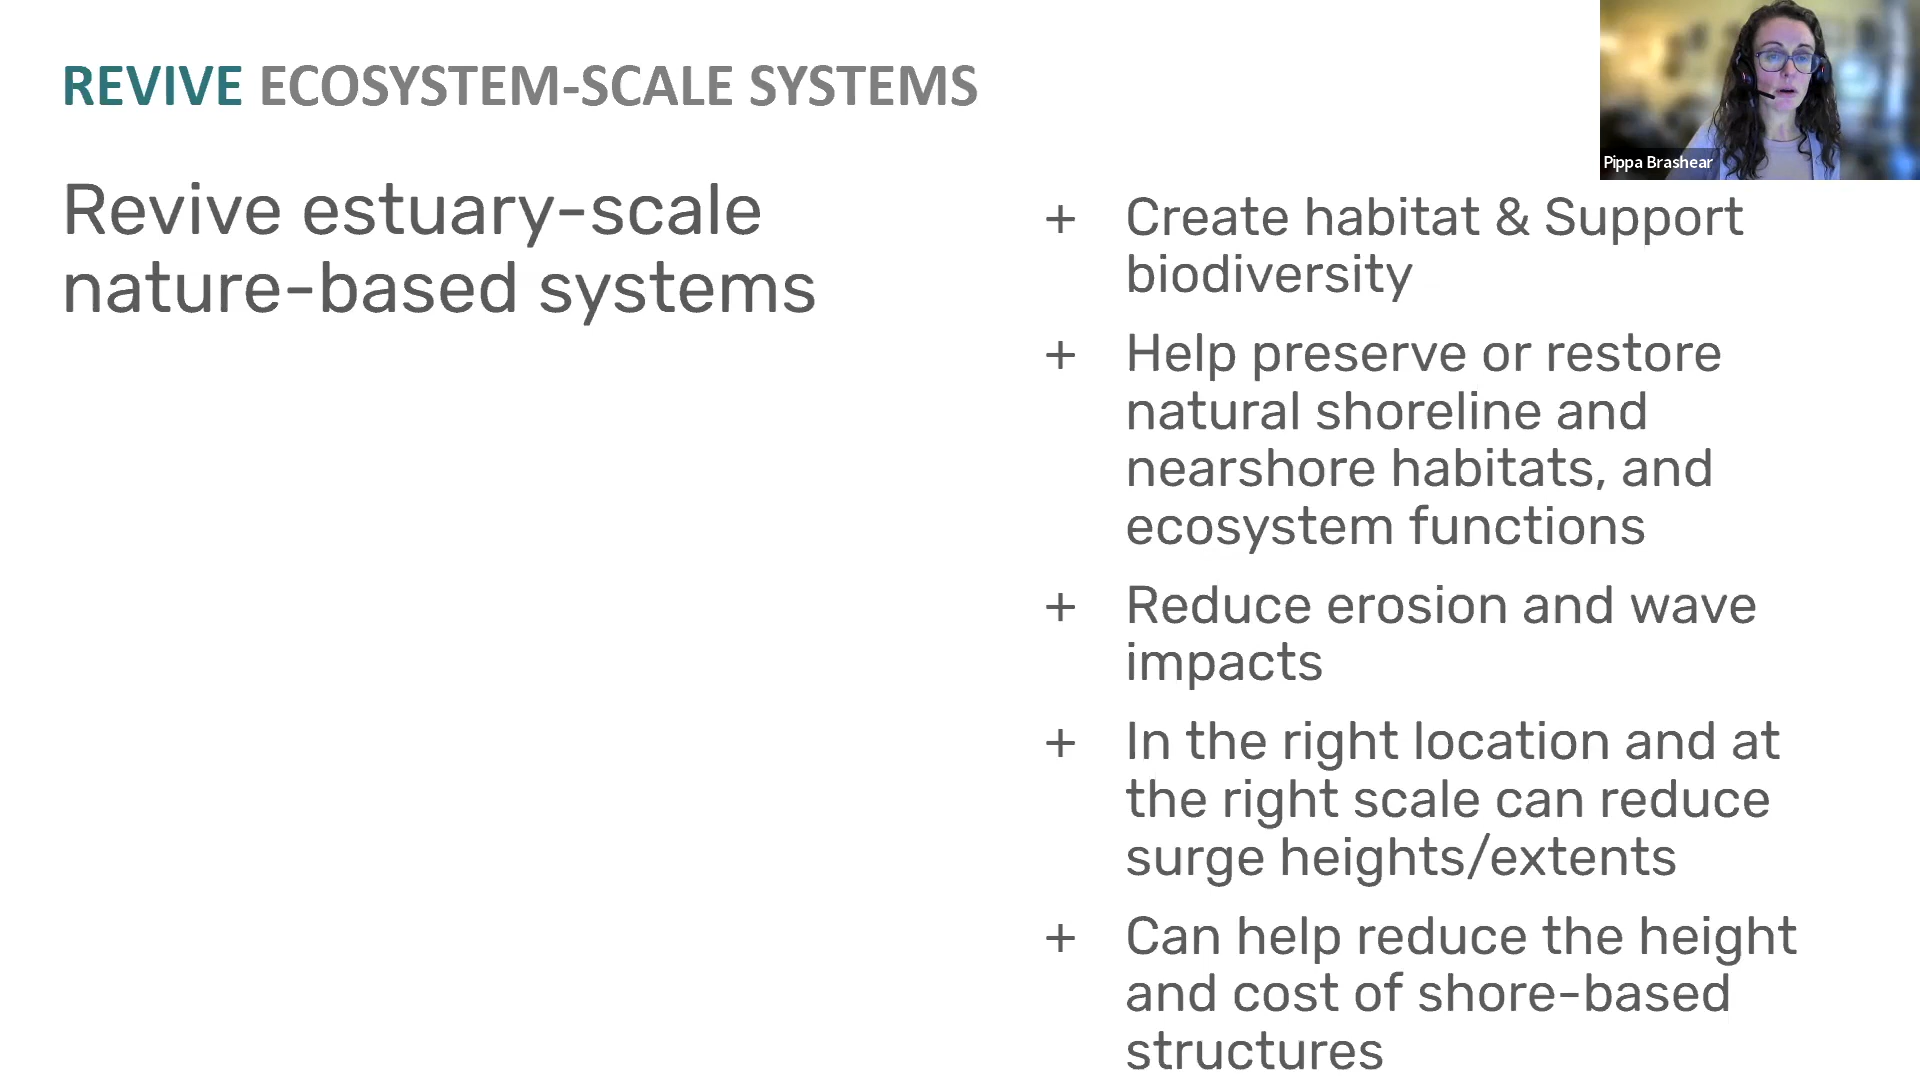 REVIVE ECOSYSTEM-SCALE SYSTEMS
Pippa Brashear
Revive estuary-scale
nature-based systems
+ Create habitat & Support
biodiversity
+ Help preserve or restore
natural shoreline and
nearshore habitats, and
ecosystem functions
+ Reduce erosion and wave
impacts
+ In the right location and at
the right scale can reduce
surge heights/extents
+ Can help reduce the height
and cost of shore-based
structures